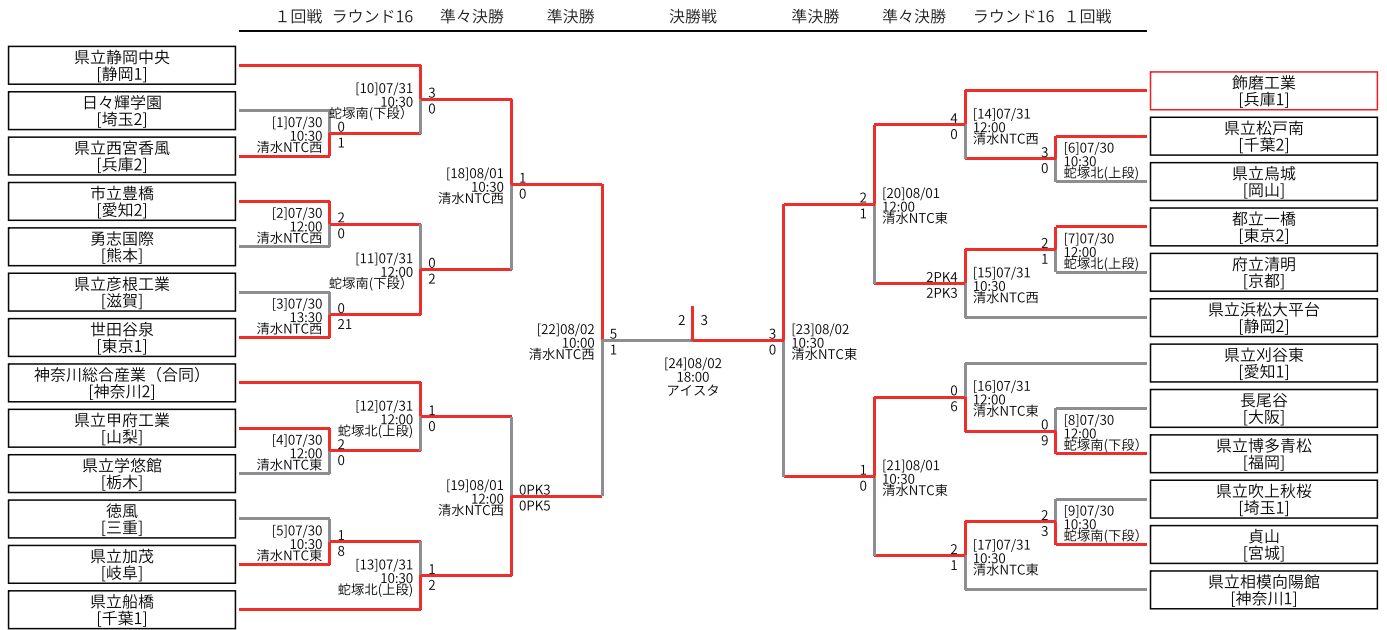 １回戦 ラウンド16 準々決勝 準決勝 決勝戦 準決勝 準々決勝 ラウンド16 １回戦
県立静岡中央
[静岡1]
日々輝学園
[埼玉2]
県立西宮香風
[兵庫2]
市立豊橋
[愛知2]
勇志国際
[熊本]
県立彦根工業
[滋賀]
世田谷泉
[東京1]
神奈川総合産業（合同）
[神奈川2]
県立甲府工業
[山梨]
県立学悠館
[栃木]
徳風
[三重]
県立加茂
[岐阜]
県立船橋
[千葉1]
[1]07/30
10:30
清水NTC西
0
1
[2]07/30
12:00
清水NTC西
2
0
[3]07/30
13:30
清水NTC西
0
21
[4]07/30
12:00
清水NTC東
2
0
[5]07/30
10:30
清水NTC東
1
8
[10]07/31
10:30
蛇塚南(下段)
3
0
[11]07/31
12:00
蛇塚南(下段)
0
2
[12]07/31
12:00
蛇塚北(上段)
1
0
[13]07/31
10:30
蛇塚北(上段)
1
2
[18]08/01
10:30
清水NTC西
1
0
[19]08/01
12:00
清水NTC西
0PK3
0PK5
[22]08/02
10:00
清水NTC西
5
1
2 3
[24]08/02
18:00
アイスタ
3
0
[23]08/02
10:30
清水NTC東
2
1
[20]08/01
12:00
清水NTC東
1
0
[21]08/01
10:30
清水NTC東
4
0
[14]07/31
12:00
清水NTC西
2PK4
2PK3
[15]07/31
10:30
清水NTC西
0
6
[16]07/31
12:00
清水NTC東
2
1
[17]07/31
10:30
清水NTC東
3
0
[6]07/30
10:30
蛇塚北(上段)
2
1
[7]07/30
12:00
蛇塚北(上段)
0
9
[8]07/30
12:00
蛇塚南(下段)
2
3
[9]07/30
10:30
蛇塚南(下段)
飾磨工業
[兵庫1]
県立松戸南
[千葉2]
県立烏城
[岡山]
都立一橋
[東京2]
府立清明
[京都]
県立浜松大平台
[静岡2]
県立刈谷東
[愛知1]
長尾谷
[大阪]
県立博多青松
[福岡]
県立吹上秋桜
[埼玉1]
貞山
[宮城]
県立相模向陽館
[神奈川1]